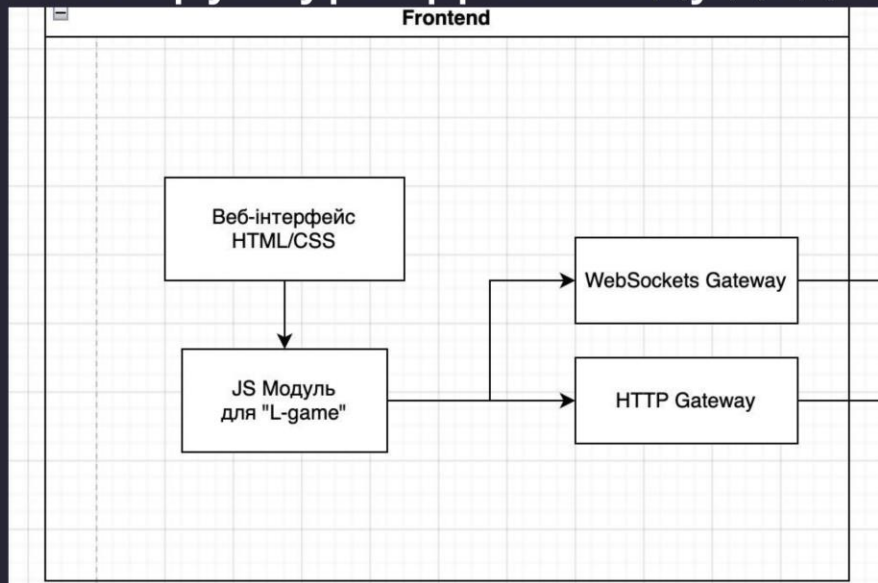 Frontend
Веб-інтерфейс
HTML/CSS
WebSockets Gateway
JS Модуль
для "L-game"
HTTP Gateway